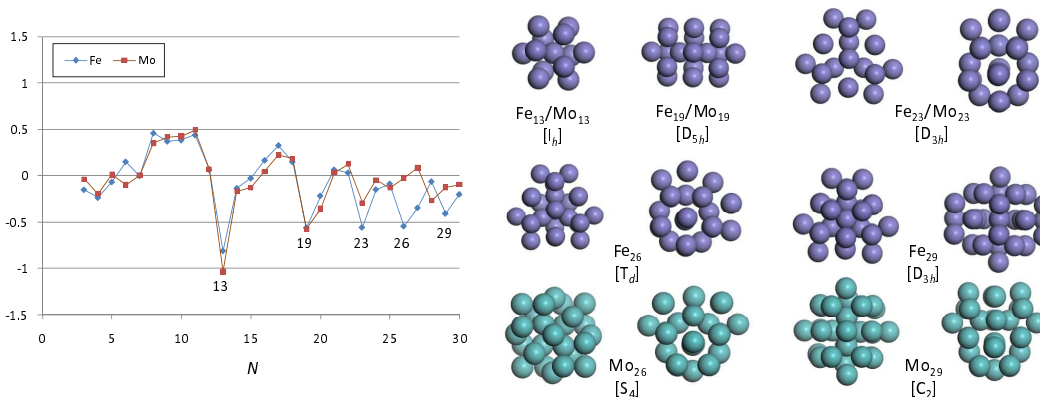 1.5
1
0.5
0
-0.5
-1
-1.5
Fe Mo
13
19
23
26
29
0 5 10 15 20 25 30
N
Fe₁₃/Mo₁₃
[I_h]
Fe₁₉/Mo₁₉
[D₅ₕ]
Fe₂₃/Mo₂₃
[D₃ₕ]
Fe₂₆
[T_d]
Fe₂₉
[D₃ₕ]
Mo₂₆
[S₄]
Mo₂₉
[C₂]